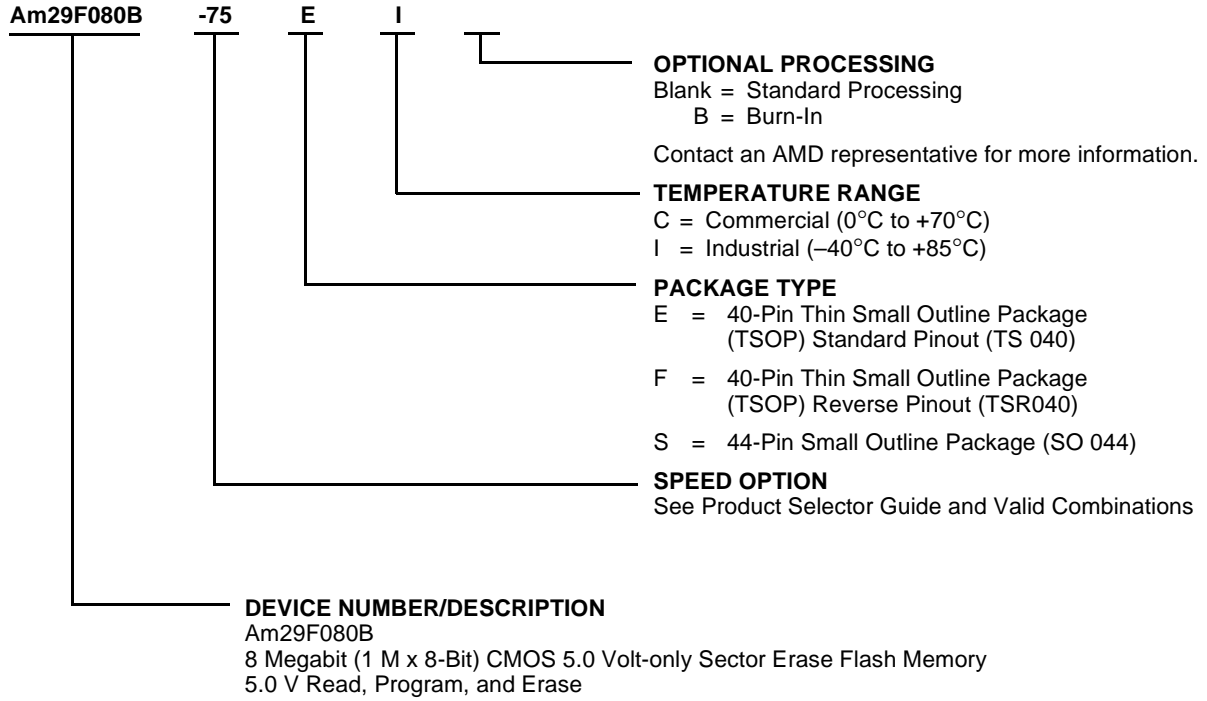 Am29F080B -75 E I
OPTIONAL PROCESSING
Blank = Standard Processing
B = Burn-In
Contact an AMD representative for more information.
TEMPERATURE RANGE
C = Commercial (0°C to +70°C)
I = Industrial (–40°C to +85°C)
PACKAGE TYPE
E = 40-Pin Thin Small Outline Package
(TSOP) Standard Pinout (TS 040)
F = 40-Pin Thin Small Outline Package
(TSOP) Reverse Pinout (TSR040)
S = 44-Pin Small Outline Package (SO 044)
SPEED OPTION
See Product Selector Guide and Valid Combinations
DEVICE NUMBER/DESCRIPTION
Am29F080B
8 Megabit (1 M x 8-Bit) CMOS 5.0 Volt-only Sector Erase Flash Memory
5.0 V Read, Program, and Erase